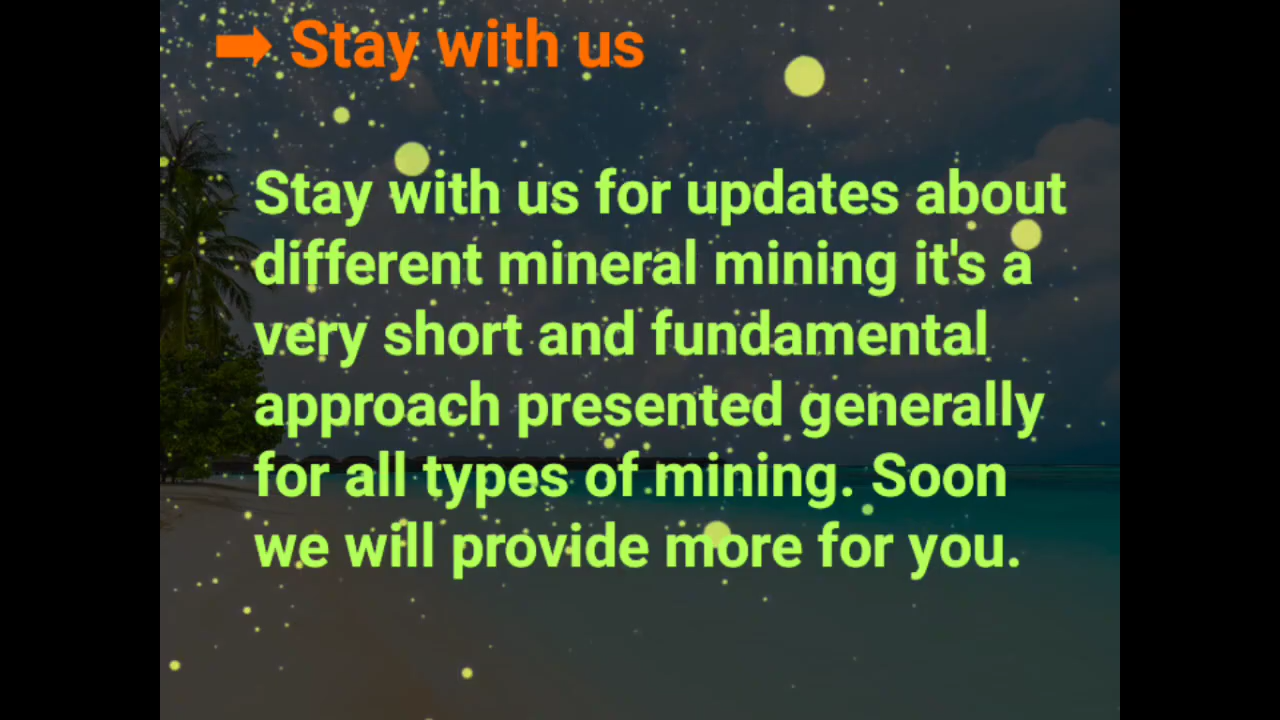 ➡ Stay with us
Stay with us for updates about
different mineral mining it's a
very short and fundamental
approach presented generally
for all types of mining. Soon
we will provide more for you.